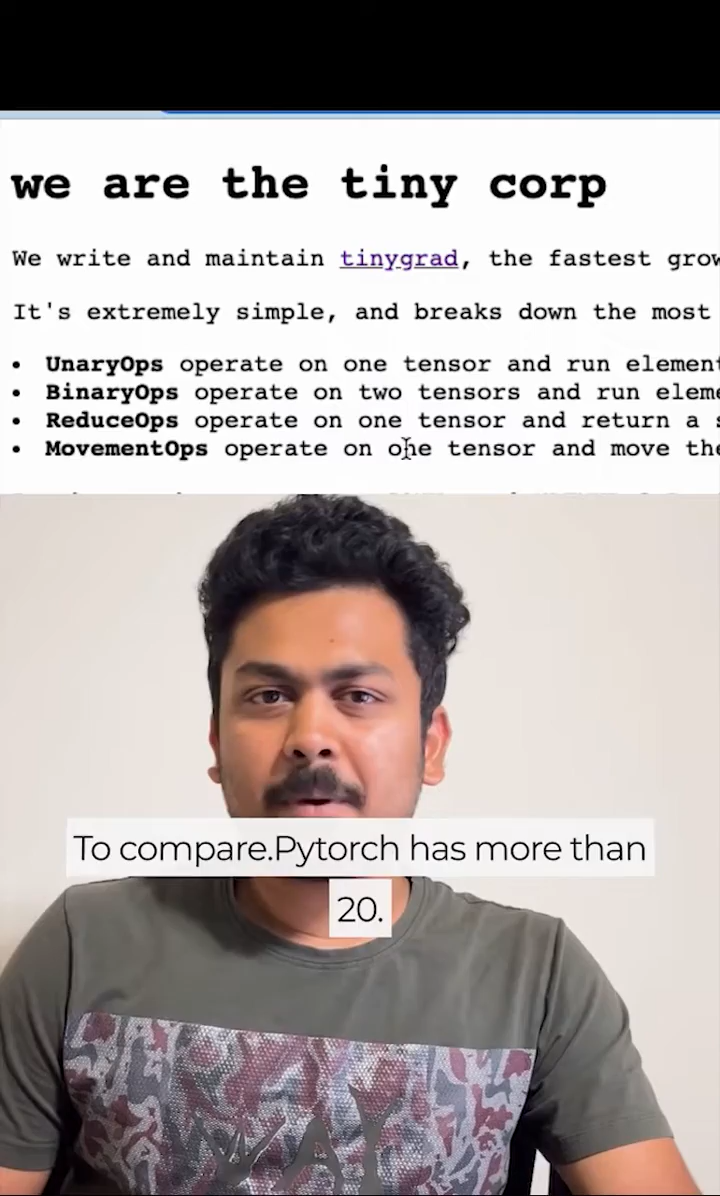 we are the tiny corp
We write and maintain tinygrad, the fastest grow
It's extremely simple, and breaks down the most
• UnaryOps operate on one tensor and run element
• BinaryOps operate on two tensors and run eleme
• ReduceOps operate on one tensor and return a s
• MovementOps operate on one tensor and move the
To compare.Pytorch has more than
20.